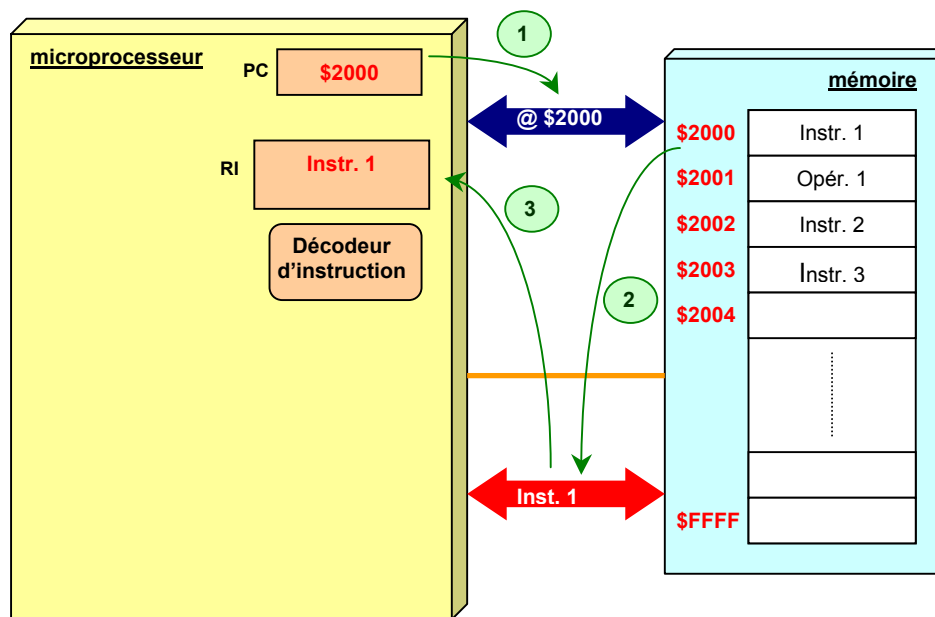 microprocesseur
PC
$2000
RI
Instr. 1
Décodeur
d'instruction
1
@ $2000
3
2
Inst. 1
mémoire
$2000
Instr. 1
$2001
Opér. 1
$2002
Instr. 2
$2003
Instr. 3
$2004
$FFFF